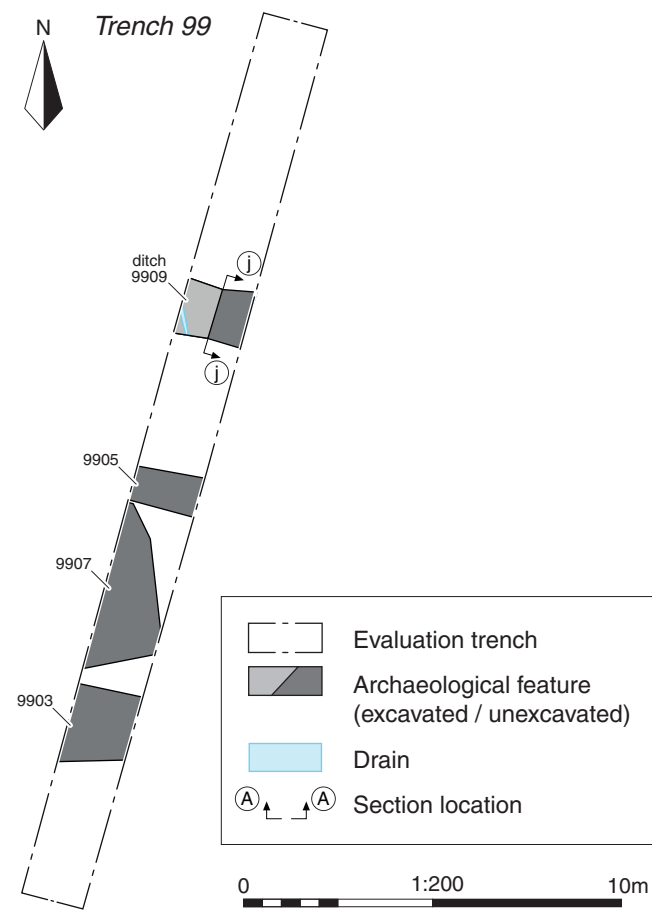 N
Trench 99
j
ditch
9909
j
9905
9907
9903
Evaluation trench
Archaeological feature
(excavated / unexcavated)
Drain
A A Section location
0 1:200 10m